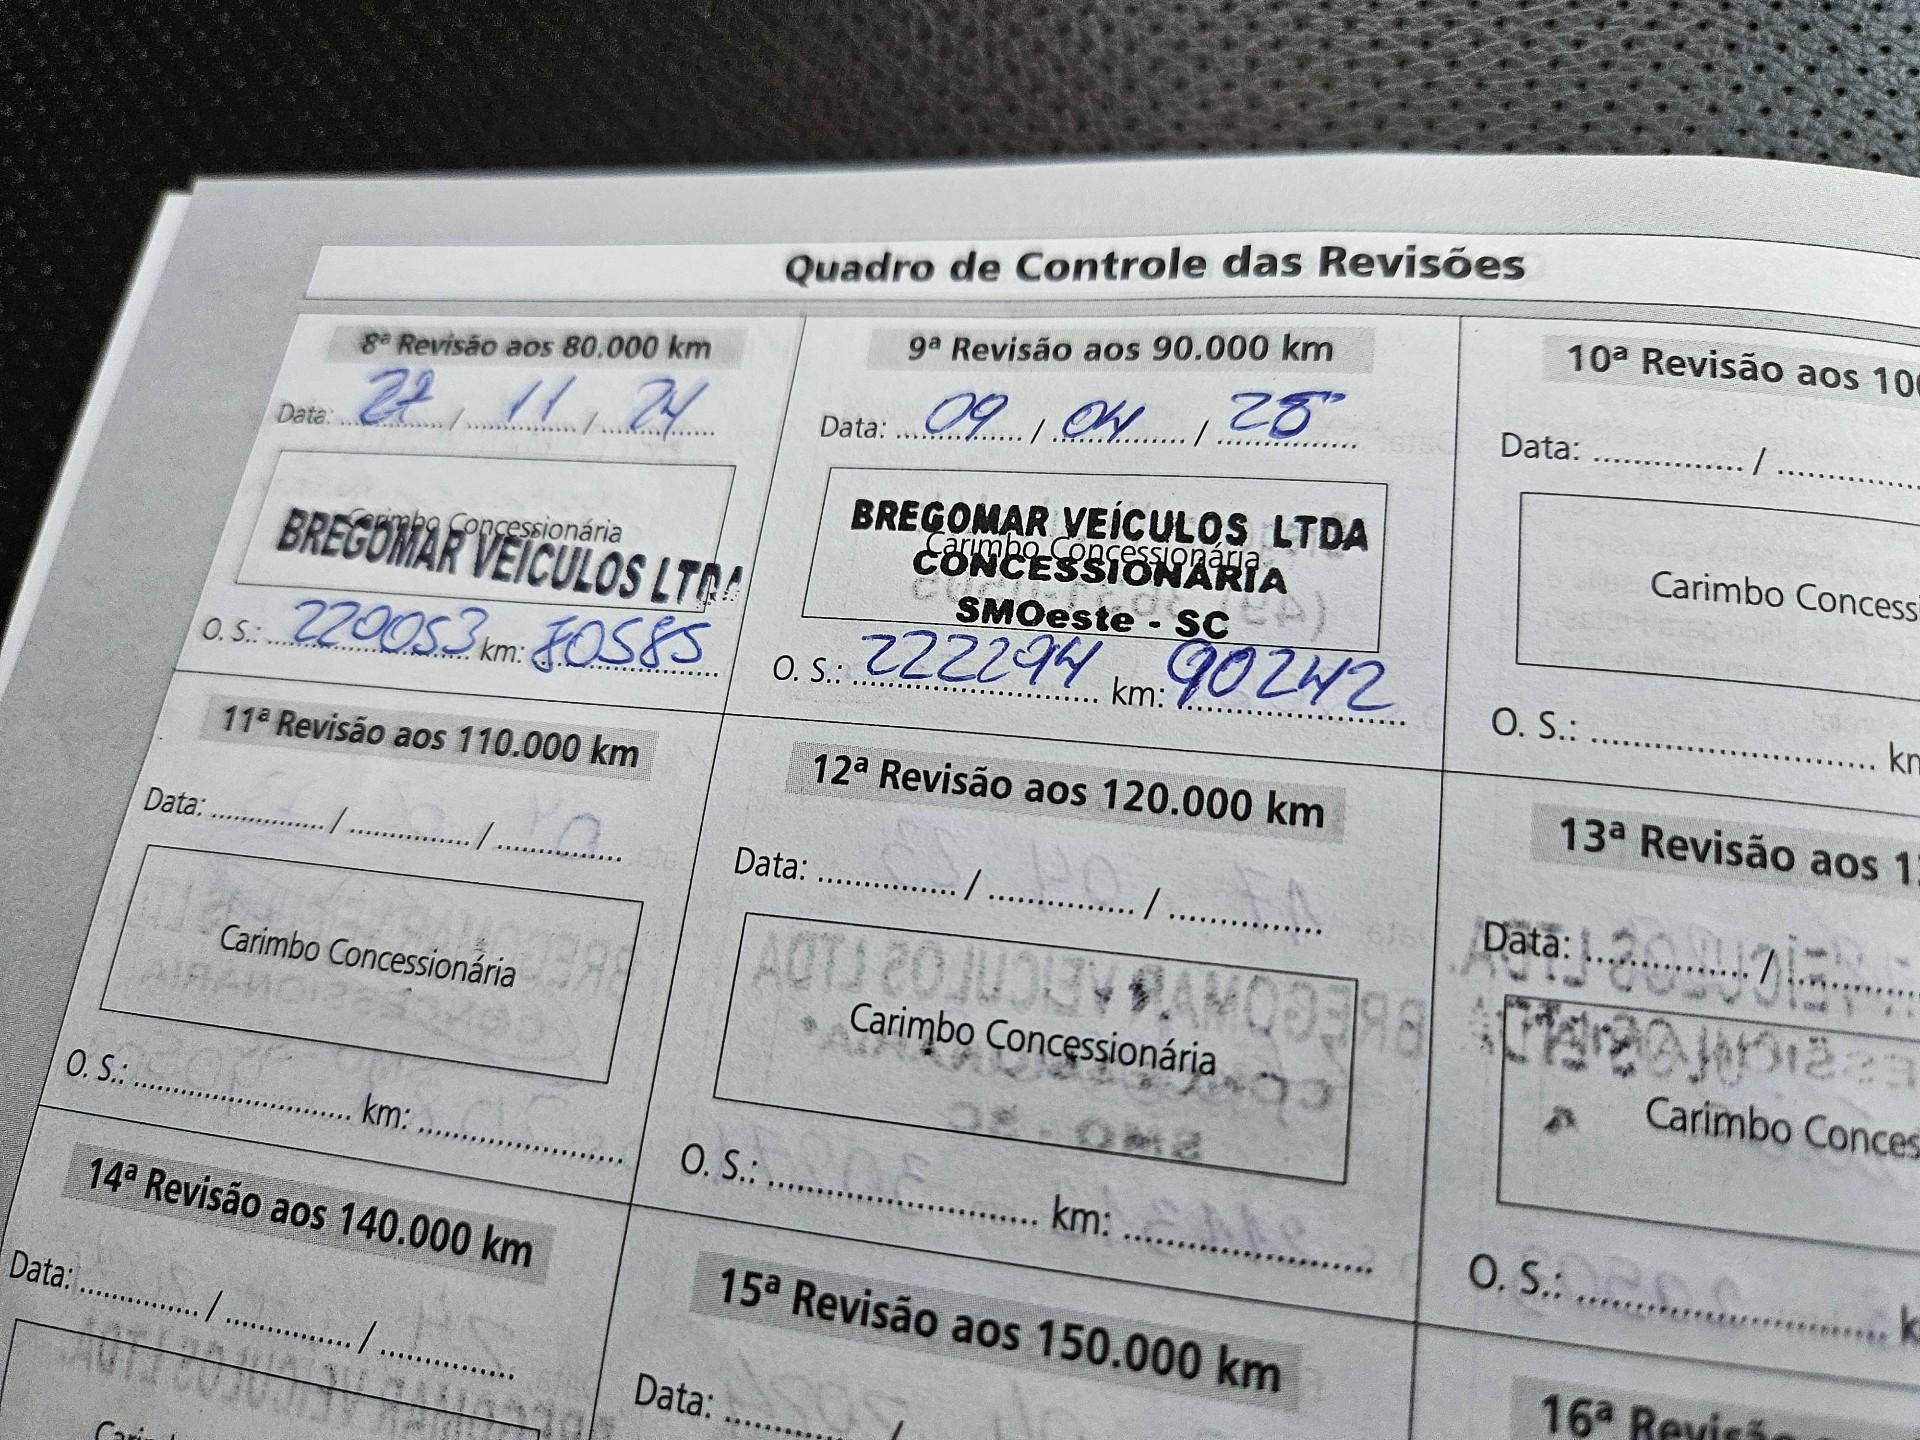 Quadro de Controle das Revisões
8ª Revisão aos 80.000 km
Data: 27 / 11 / 24
Carimbo Concessionária
BREGOMAR VEÍCULOS LTDA
O. S.: 220053 km: 80585
9ª Revisão aos 90.000 km
Data: 09 / 04 / 25
BREGOMAR VEÍCULOS LTDA
Carimbo Concessionária
CONCESSIONÁRIA
SMOeste - SC
O. S.: 222294 km: 90242
10ª Revisão aos
Data: /
Carimbo
O. S.:
11ª Revisão aos 110.000 km
Data: / /
Carimbo Concessionária
O. S.: km:
12ª Revisão aos 120.000 km
Data: / /
Carimbo Concessionária
O. S.: km:
13ª Revisão aos
Data: /
Carimbo
O. S.:
14ª Revisão aos 140.000 km
Data: / /
15ª Revisão aos 150.000 km
Data: /
16ª Revisão